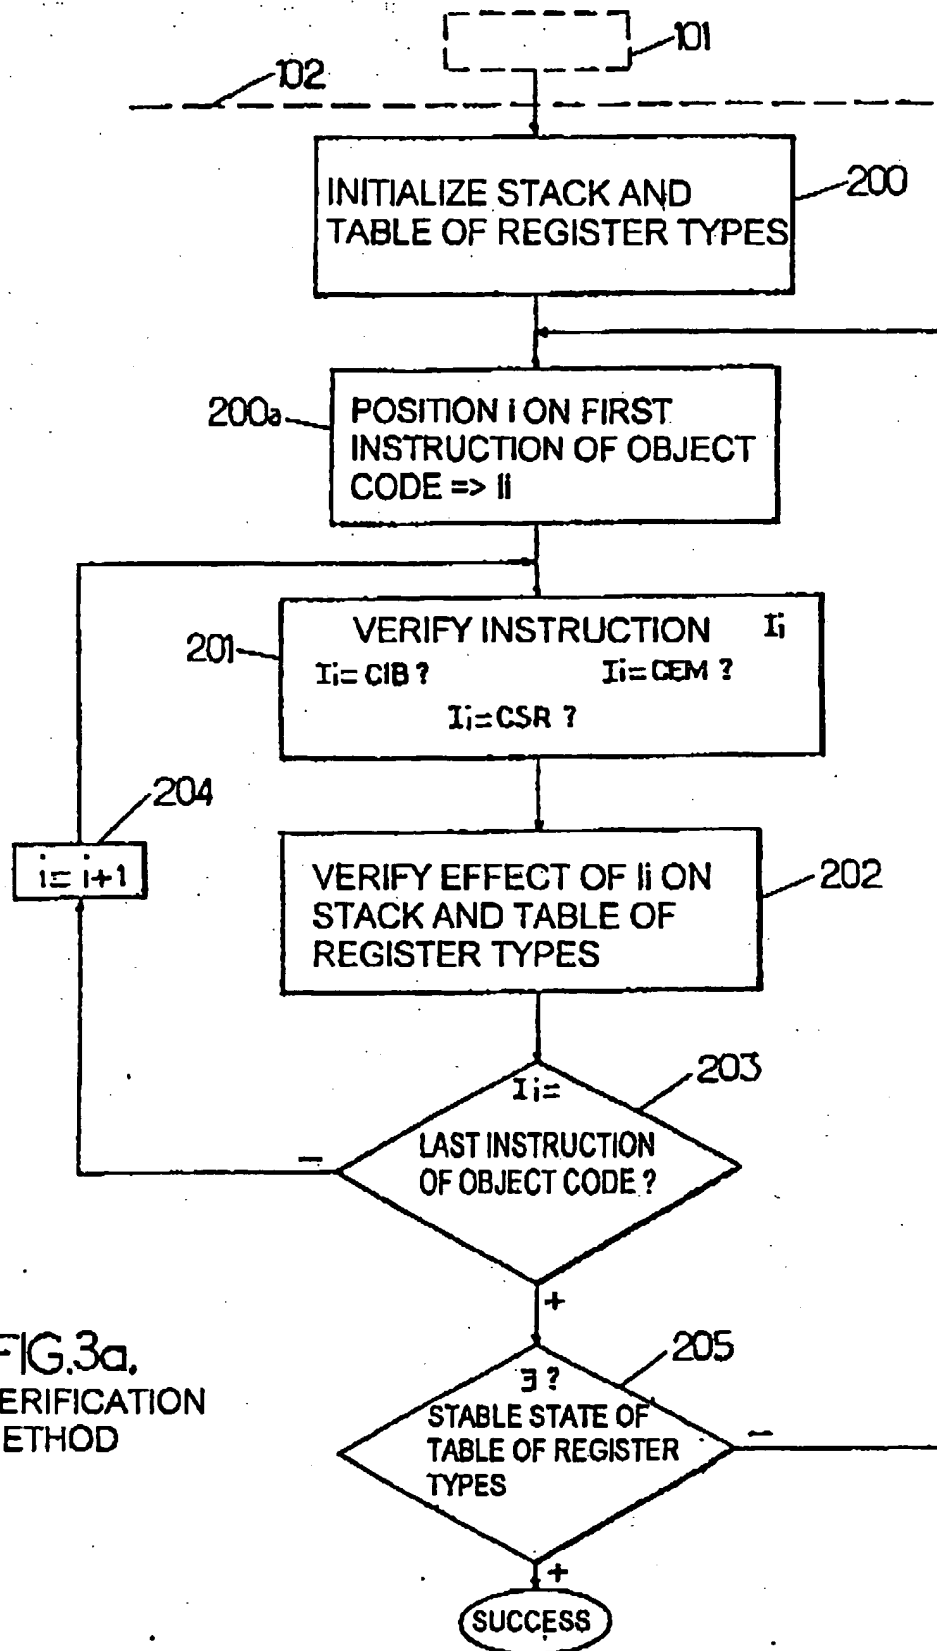 101
102
200
INITIALIZE STACK AND
TABLE OF REGISTER TYPES
200a
POSITION i ON FIRST
INSTRUCTION OF OBJECT
CODE => Ii
201
VERIFY INSTRUCTION Ii
Ii= CIB ? Ii= CEM ?
Ii=CSR ?
204
i= i+1
202
VERIFY EFFECT OF Ii ON
STACK AND TABLE OF
REGISTER TYPES
203
Ii=
LAST INSTRUCTION
OF OBJECT CODE ?
–
+
205
∃ ?
STABLE STATE OF
TABLE OF REGISTER
TYPES
–
+
SUCCESS
FIG.3a.
ERIFICATION
ETHOD